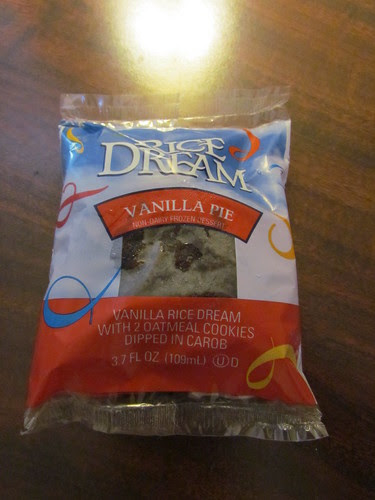 RICE
DREAM
VANILLA PIE
NON-DAIRY FROZEN DESSERT
VANILLA RICE DREAM
WITH 2 OATMEAL COOKIES
DIPPED IN CAROB
3.7 FL OZ (109mL) Ⓤ D